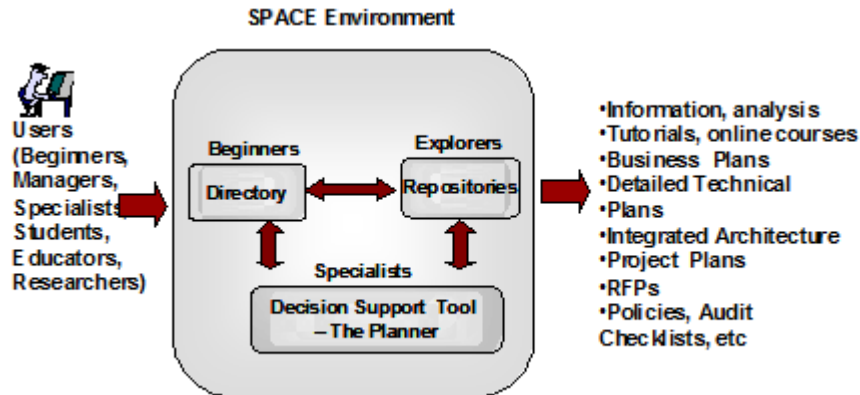 SPACE Environment
Users
(Beginners,
Managers,
Specialists,
Students,
Educators,
Researchers)
Beginners
Directory
Explorers
Repositories
Specialists
Decision Support Tool
– The Planner
•Information, analysis
•Tutorials, online courses
•Business Plans
•Detailed Technical
•Plans
•Integrated Architecture
•Project Plans
•RFPs
•Policies, Audit
Checklists, etc